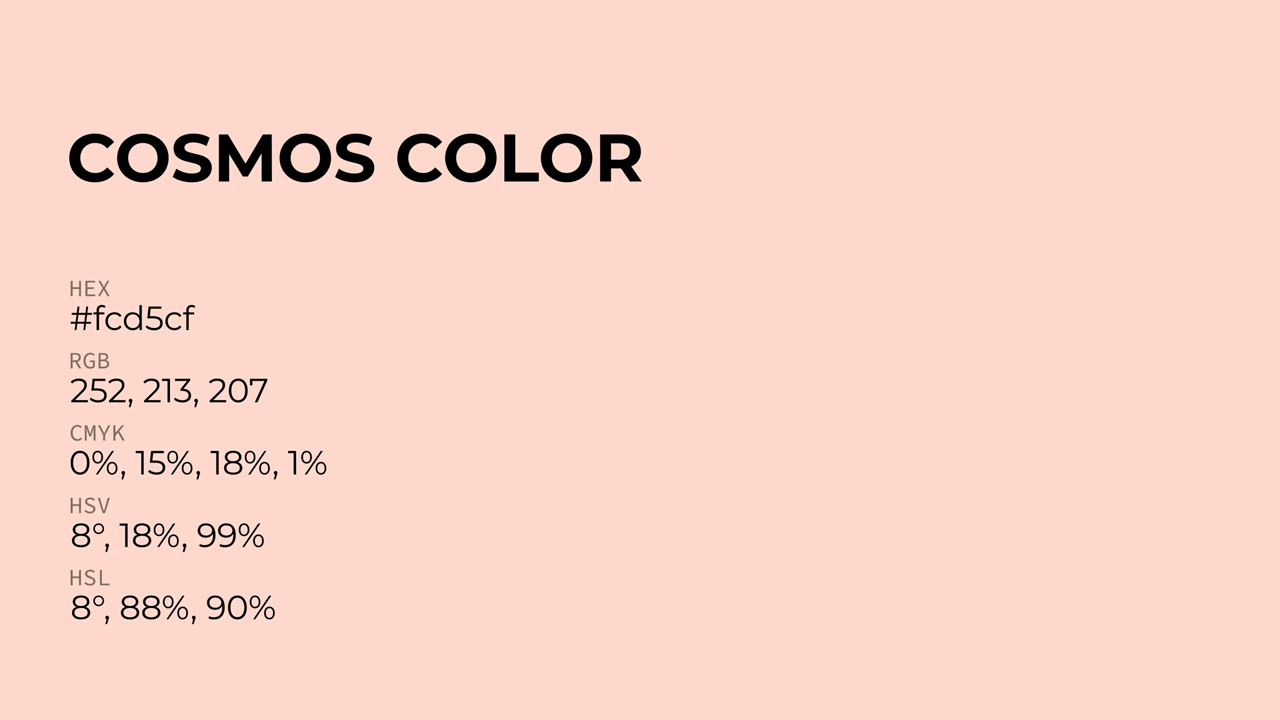 COSMOS COLOR
HEX
#fcd5cf
RGB
252, 213, 207
CMYK
0%, 15%, 18%, 1%
HSV
8°, 18%, 99%
HSL
8°, 88%, 90%